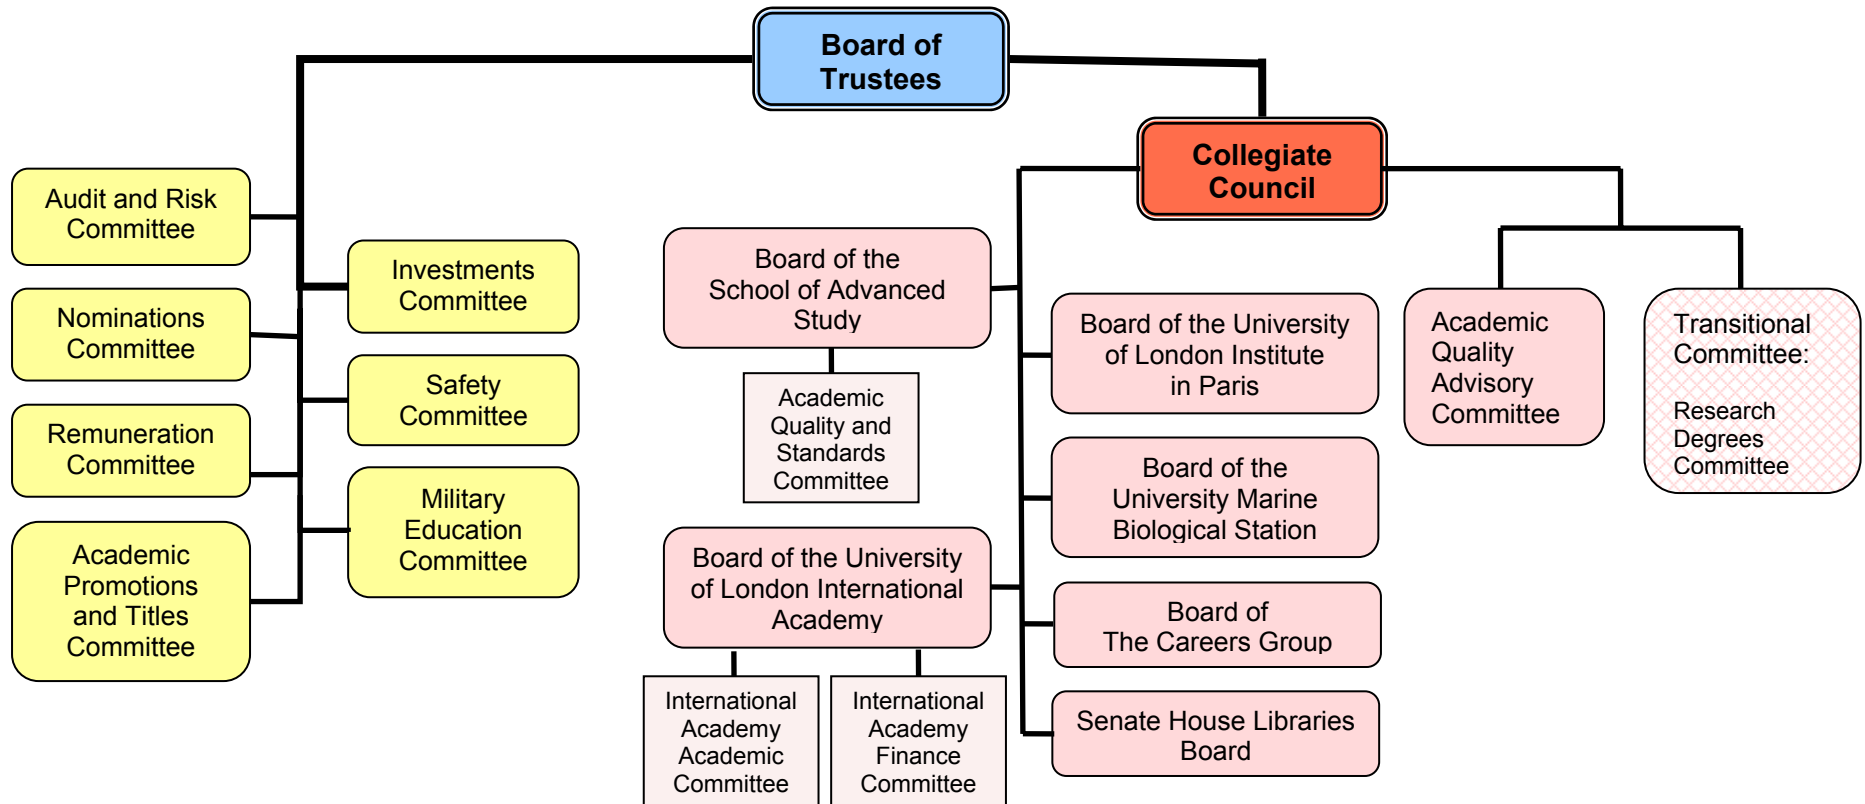 Board of
Trustees
Collegiate
Council
Audit and Risk
Committee
Investments
Committee
Nominations
Committee
Safety
Committee
Remuneration
Committee
Military
Education
Committee
Academic
Promotions
and Titles
Committee
Board of the
School of Advanced
Study
Academic
Quality and
Standards
Committee
Board of the University
of London International
Academy
International
Academy
Academic
Committee
International
Academy
Finance
Committee
Board of the University
of London Institute
in Paris
Board of the
University Marine
Biological Station
Board of
The Careers Group
Senate House Libraries
Board
Academic
Quality
Advisory
Committee
Transitional
Committee:
Research
Degrees
Committee